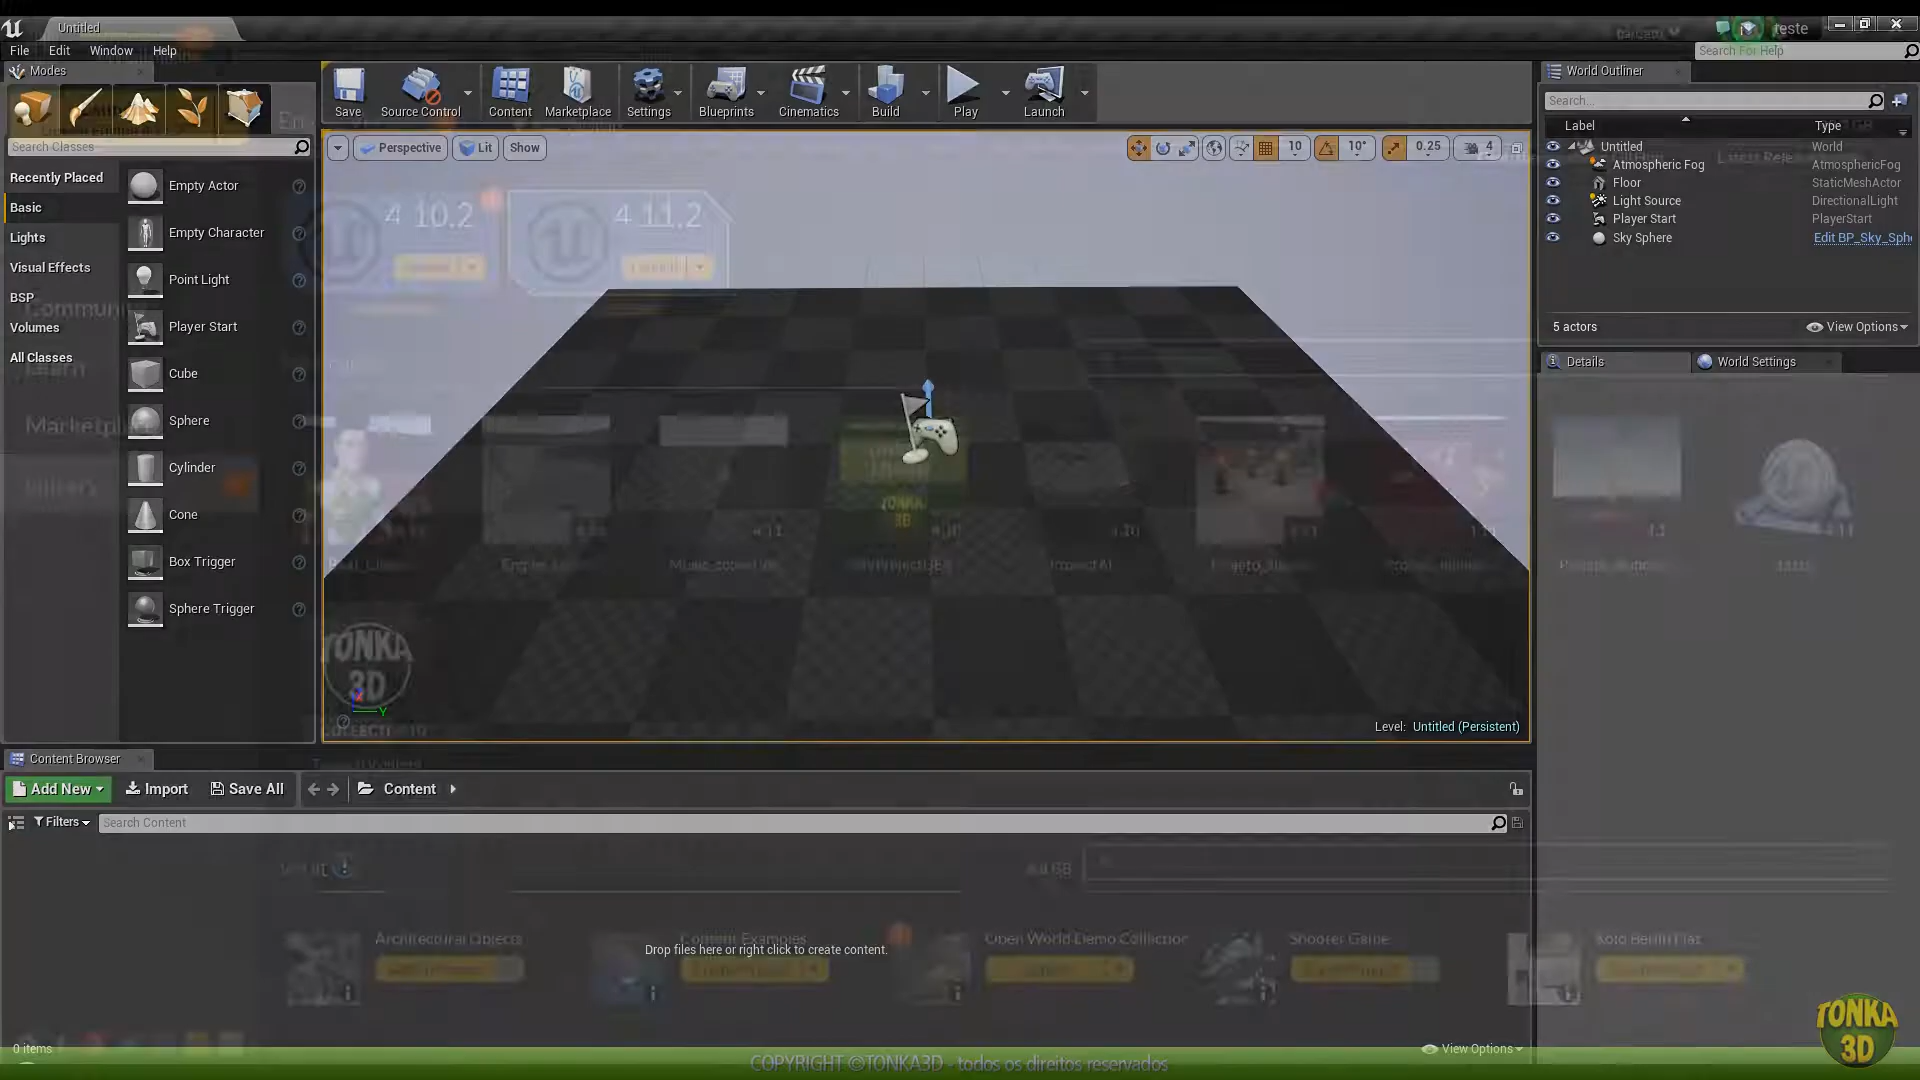 Untitled
teste
File Edit Window Help
Search For Help
Modes
Search Classes
Recently Placed
Basic
Lights
Visual Effects
BSP
Volumes
All Classes
Empty Actor
Empty Character
Point Light
Player Start
Cube
Sphere
Cylinder
Cone
Box Trigger
Sphere Trigger
Save
Source Control
Content
Marketplace
Settings
Blueprints
Cinematics
Build
Play
Launch
Perspective
Lit
Show
10
10°
0.25
4
4 10.2
4 11.2
TONKA
3D
TONKA
3D
Y
Level: Untitled (Persistent)
World Outliner
Search...
Label Type
Untitled World
Atmospheric Fog AtmosphericFog
Floor StaticMeshActor
Light Source DirectionalLight
Player Start PlayerStart
Sky Sphere Edit BP_Sky_Sph
5 actors
View Options
Details
World Settings
Content Browser
Add New
Import
Save All
Content
Filters
Search Content
Architectural Objects
Content Examples
Open World Demo Collection
Shooter Game
Drop files here or right click to create content.
0 items
View Options
COPYRIGHT ©TONKA3D - todos os direitos reservados
TONKA
3D